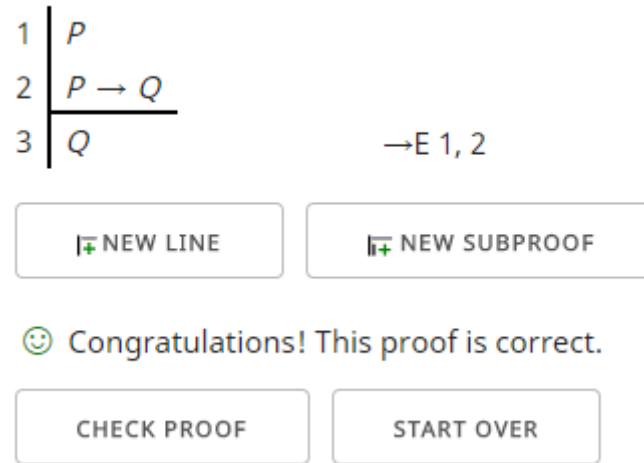 1 P
2 P → Q
3 Q →E 1, 2
NEW LINE NEW SUBPROOF
Congratulations! This proof is correct.
CHECK PROOF START OVER